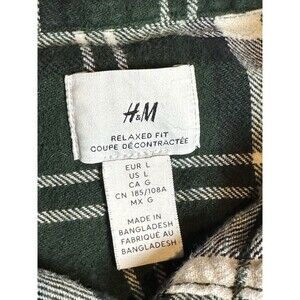 H&M
RELAXED FIT
COUPE DÉCONTRACTÉE
EUR L
US L
CA G
CN 185/108A
MX G
MADE IN
BANGLADESH
FABRIQUÉ AU
BANGLADESH